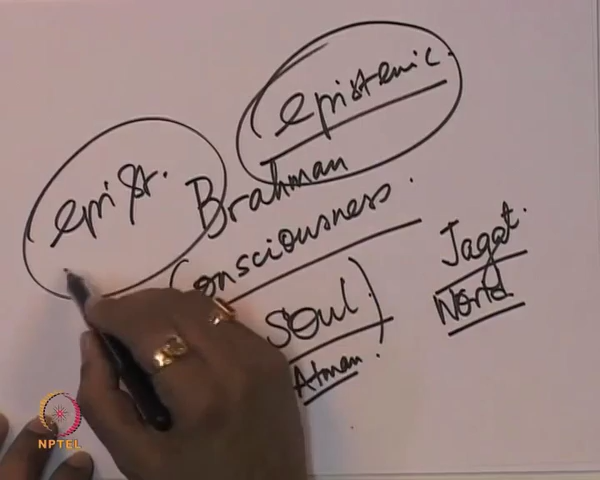 epistemic.
epist.
Brahman
Consciousness.
(Soul)
Atman.
Jagat.
World.
NPTEL